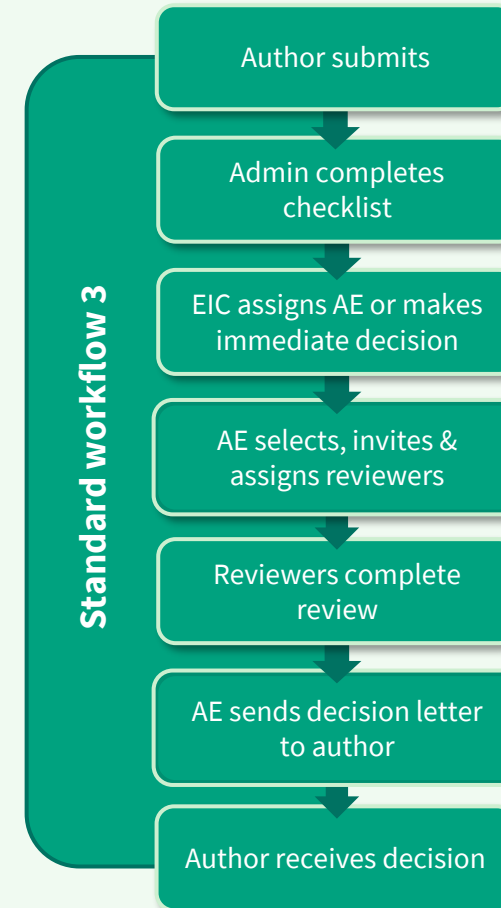 Standard workflow 3
Author submits
Admin completes
checklist
EIC assigns AE or makes
immediate decision
AE selects, invites &
assigns reviewers
Reviewers complete
review
AE sends decision letter
to author
Author receives decision